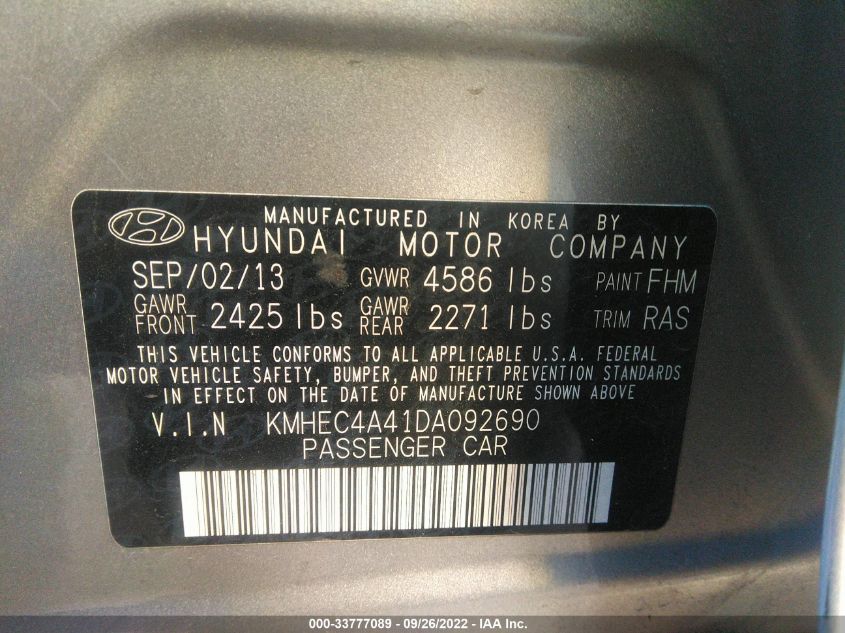 MANUFACTURED IN KOREA BY
HYUNDAI MOTOR COMPANY
SEP/02/13 GVWR 4586 lbs PAINT FHM
GAWR FRONT 2425 lbs GAWR REAR 2271 lbs TRIM RAS
THIS VEHICLE CONFORMS TO ALL APPLICABLE U.S.A. FEDERAL
MOTOR VEHICLE SAFETY, BUMPER, AND THEFT PREVENTION STANDARDS
IN EFFECT ON THE DATE OF MANUFACTURE SHOWN ABOVE
V.I.N KMHEC4A41DA092690
PASSENGER CAR
000-33777089 - 09/26/2022 - IAA Inc.